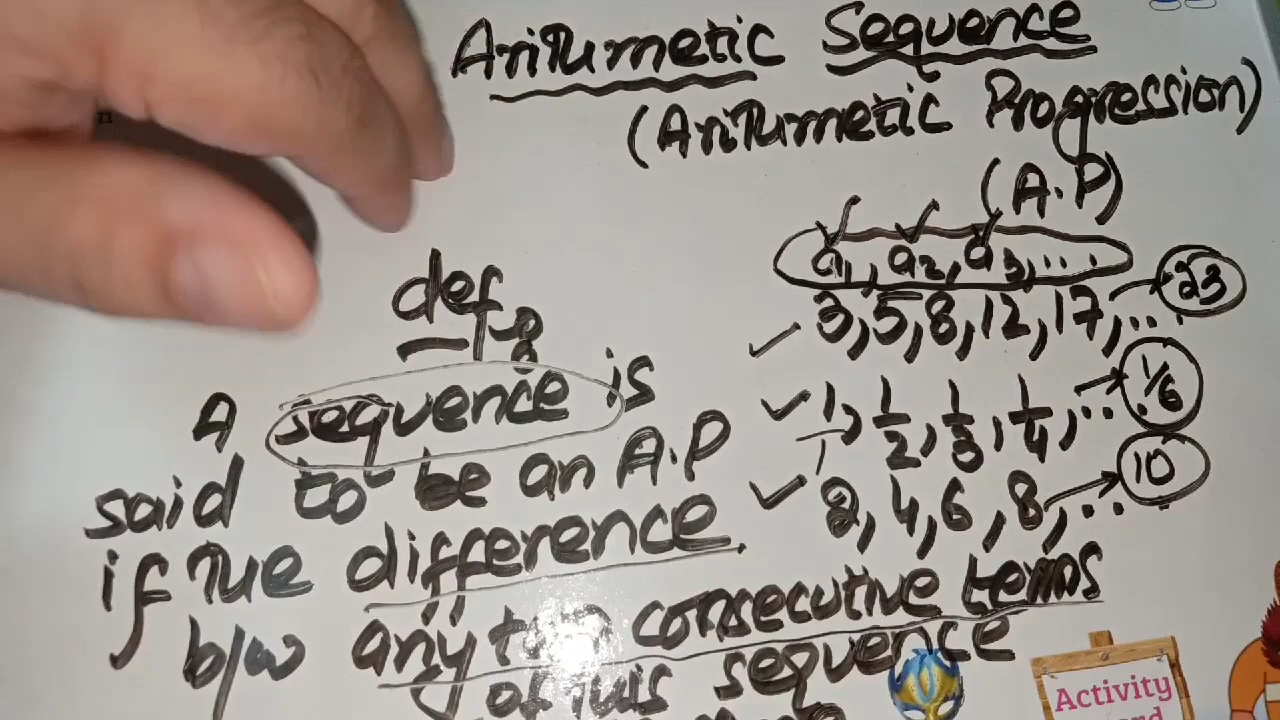 Arithmetic Sequence
(Arithmetic Progression)
(A.P)
a₁, a₂, a₃, ...
3, 5, 8, 12, 17, ... → 23
1/1, 1/2, 1/3, 1/4, ... → 1/6
2, 4, 6, 8, ... → 10
def:
A sequence is
said to be an A.P
if the difference
b/w any two consecutive terms
of this sequence
Activity